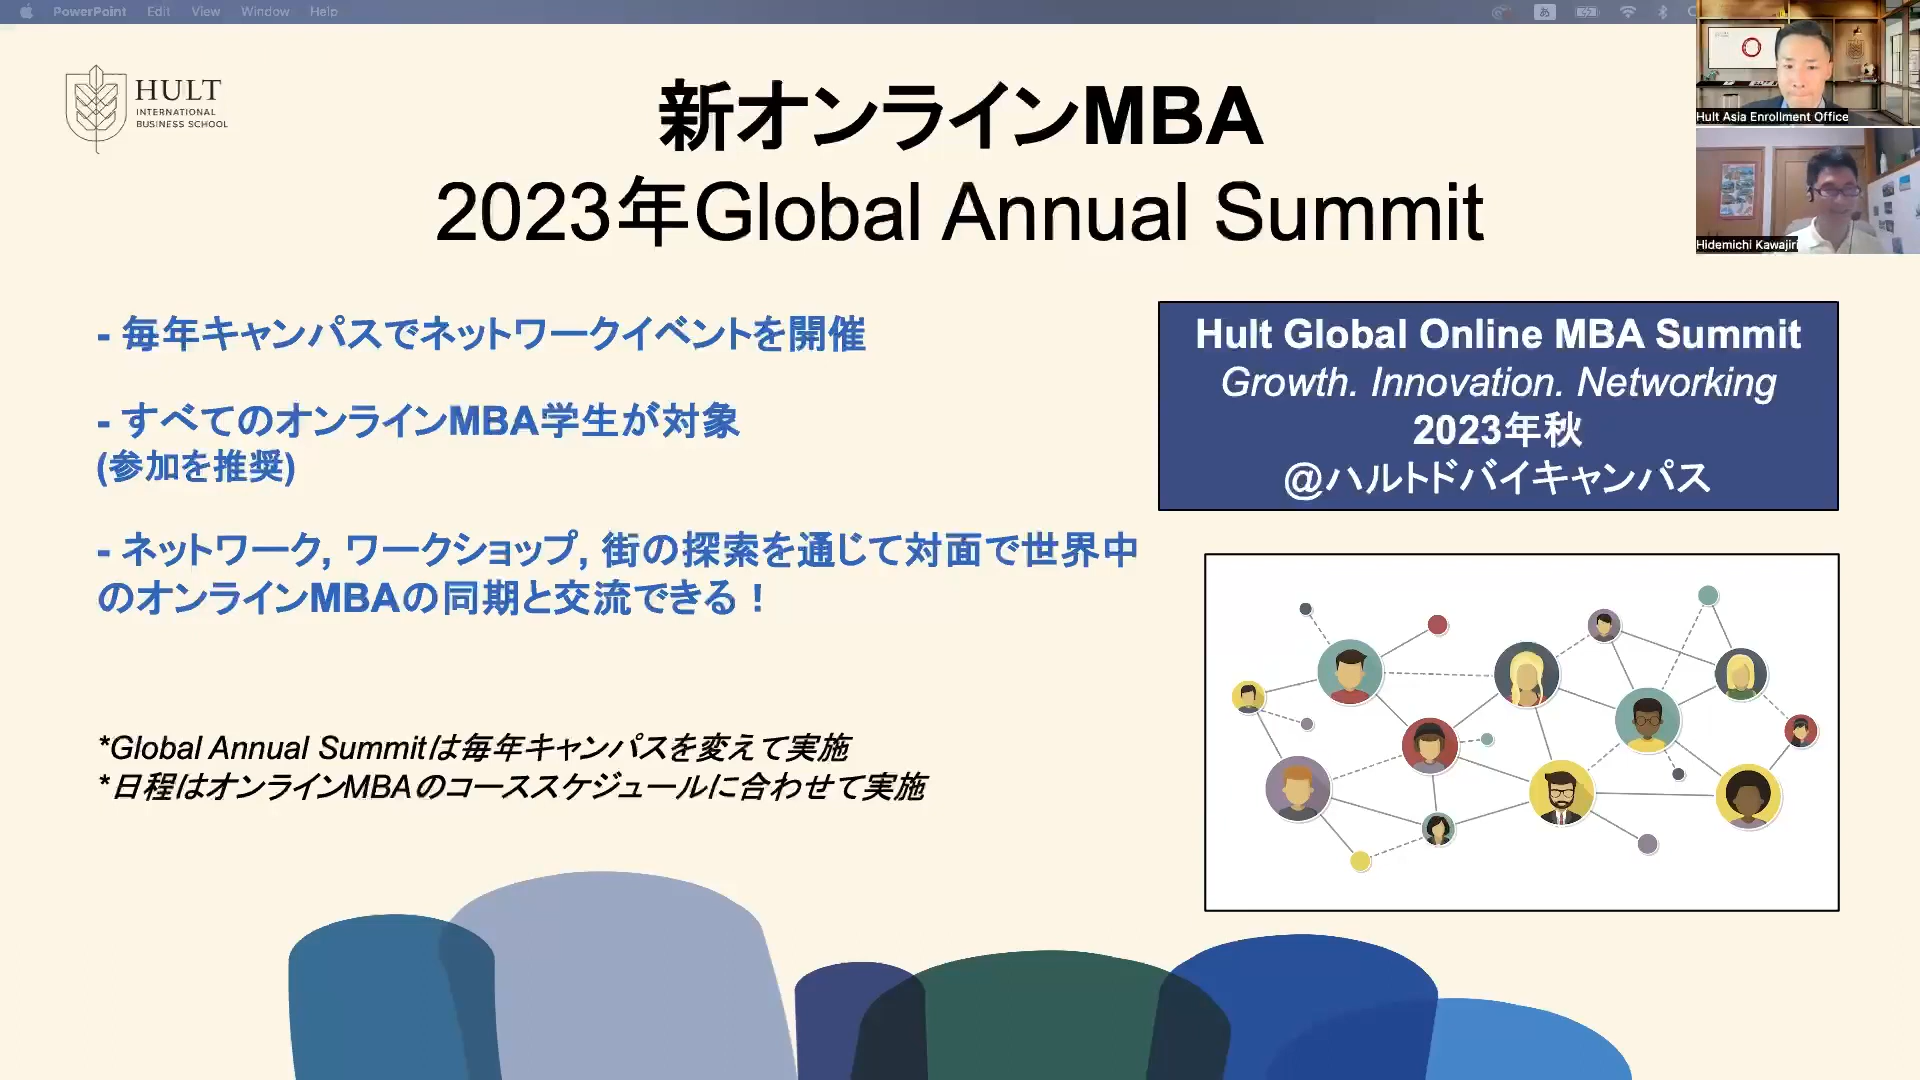 PowerPoint Edit View Window Help
あ
HULT
INTERNATIONAL
BUSINESS SCHOOL
新オンラインMBA
2023年Global Annual Summit
Hult Asia Enrollment Office
Hidemichi Kawajiri
- 毎年キャンパスでネットワークイベントを開催
- すべてのオンラインMBA学生が対象
(参加を推奨)
- ネットワーク, ワークショップ, 街の探索を通じて対面で世界中
のオンラインMBAの同期と交流できる！
*Global Annual Summitは毎年キャンパスを変えて実施
*日程はオンラインMBAのコーススケジュールに合わせて実施
Hult Global Online MBA Summit
Growth. Innovation. Networking
2023年秋
@ハルトドバイキャンパス